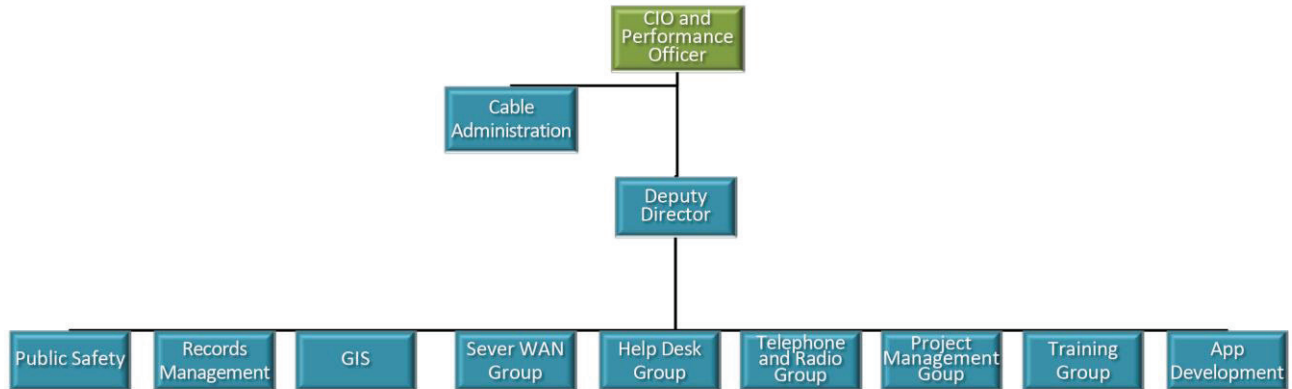 CIO and
Performance
Officer
Cable
Administration
Deputy
Director
Public Safety
Records
Management
GIS
Sever WAN
Group
Help Desk
Group
Telephone
and Radio
Group
Project
Management
Goup
Training
Group
App
Development